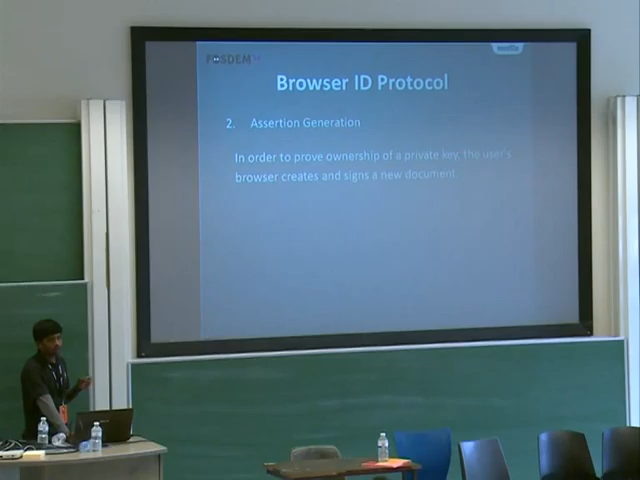 FOSDEM
mozilla
Browser ID Protocol
2. Assertion Generation
In order to prove ownership of a private key, the user's
browser creates and signs a new document